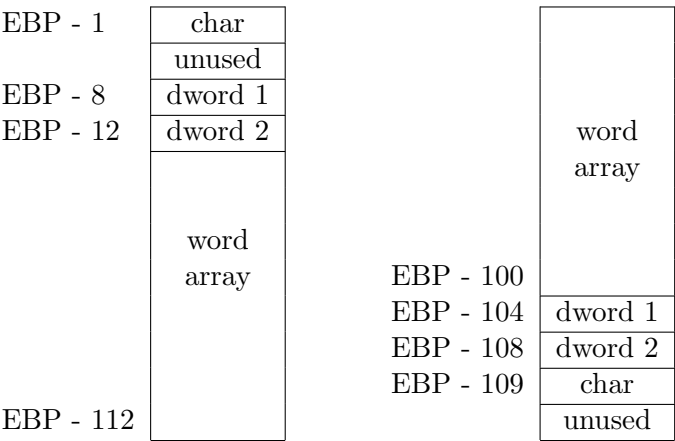 EBP - 1 char
unused
EBP - 8 dword 1
EBP - 12 dword 2
word
array
EBP - 112
word
array
EBP - 100
EBP - 104 dword 1
EBP - 108 dword 2
EBP - 109 char
unused